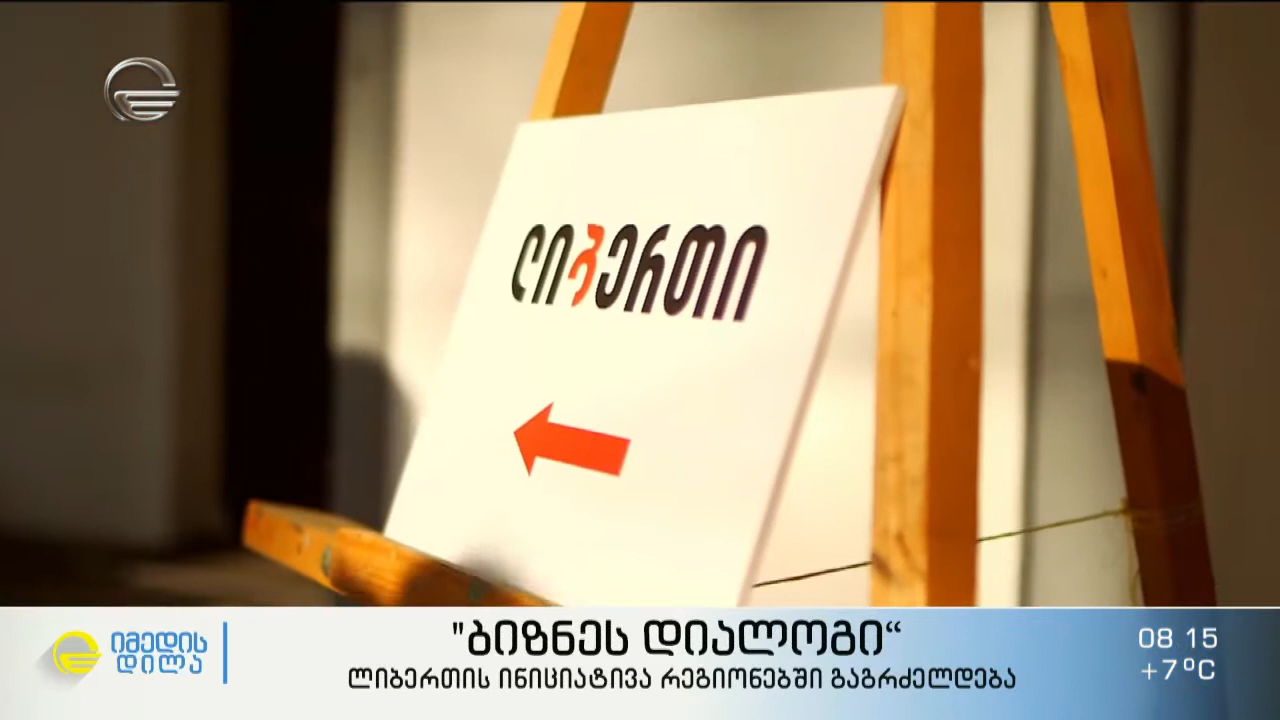 ლიბერთი
"ბიზნეს დიალოგი“
ლიბერთის ინიციატივა რეგიონებში გაგრძელდება
იმედის
დილა
08 15
+7°C